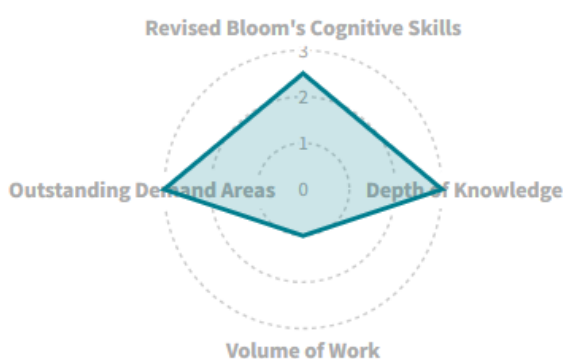 Revised Bloom's Cognitive Skills
3
2
1
Outstanding Demand Areas 0 Depth of Knowledge
Volume of Work